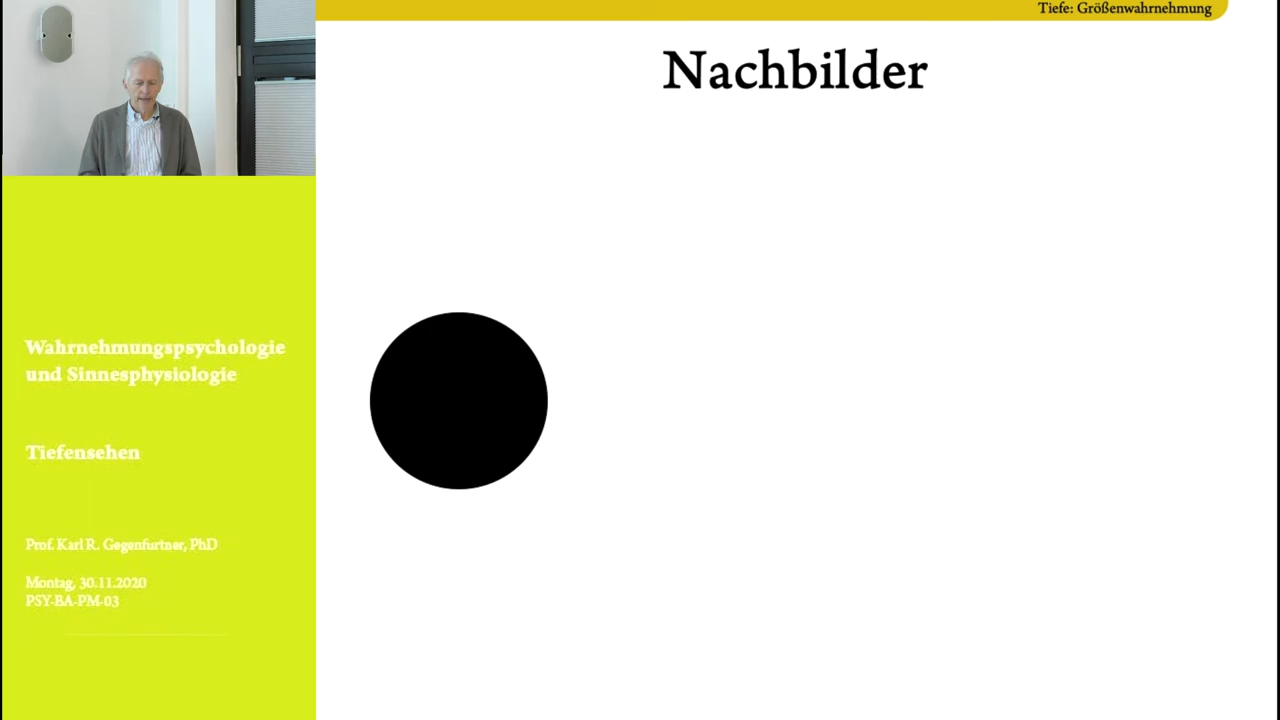 Tiefe: Größenwahrnehmung
Nachbilder
Wahrnehmungspsychologie
und Sinnesphysiologie
Tiefensehen
Prof. Karl R. Gegenfurtner, PhD
Montag, 30.11.2020
PSY-BA-PM-03